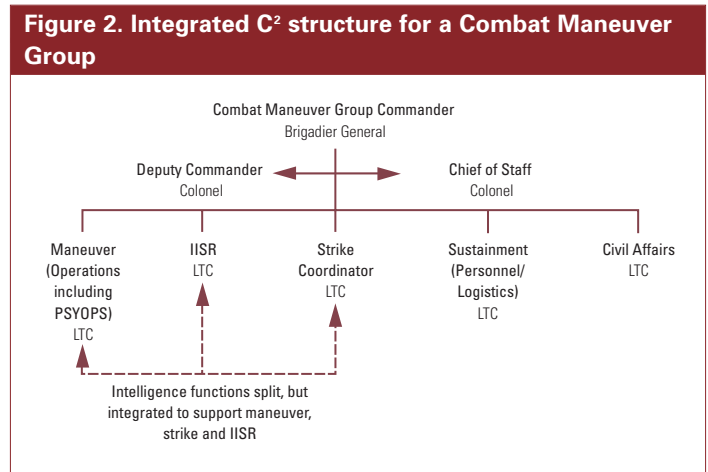 Figure 2. Integrated C² structure for a Combat Maneuver
Group
Combat Maneuver Group Commander
Brigadier General
Deputy Commander
Colonel
Chief of Staff
Colonel
Maneuver
(Operations
including
PSYOPS)
LTC
IISR
LTC
Strike
Coordinator
LTC
Sustainment
(Personnel/
Logistics)
LTC
Civil Affairs
LTC
Intelligence functions split, but
integrated to support maneuver,
strike and IISR